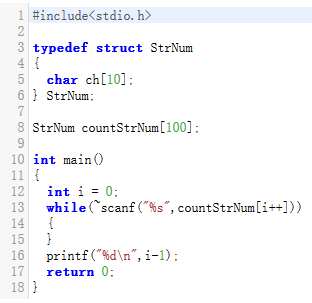 1 #include<stdio.h>
2
3 typedef struct StrNum
4 {
5 char ch[10];
6 } StrNum;
7
8 StrNum countStrNum[100];
9
10 int main()
11 {
12 int i = 0;
13 while(~scanf("%s",countStrNum[i++]))
14 {
15 }
16 printf("%d\n",i-1);
17 return 0;
18 }